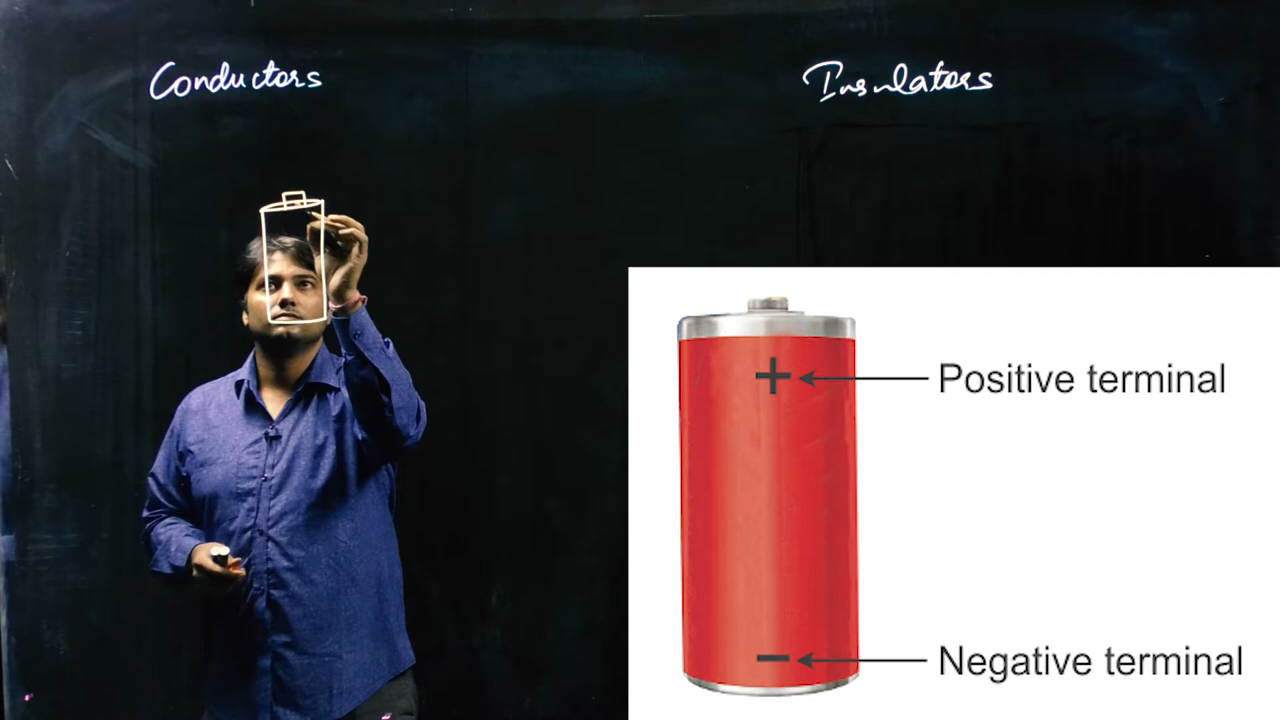 Conductors
Insulators
+
Positive terminal
−
Negative terminal